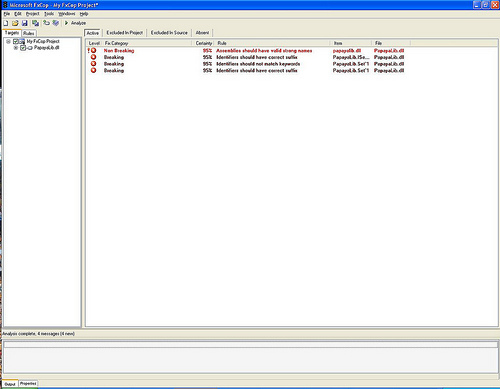 Microsoft FxCop - My FxCop Project*
File Edit Project Tools Windows Help
Analyze
Targets Rules
My FxCop Project
PapayaLib.dll
Active Excluded In Project Excluded In Source Absent
Level Fix Category Certainty Rule Item File
Non Breaking 95% Assemblies should have valid strong names papayalib.dll PapayaLib.dll
Breaking 95% Identifiers should have correct suffix PapayaLib.ISe... PapayaLib.dll
Breaking 95% Identifiers should not match keywords PapayaLib.Set`1 PapayaLib.dll
Breaking 95% Identifiers should have correct suffix PapayaLib.Set`1 PapayaLib.dll
Analysis complete, 4 messages (4 new)
Output Properties